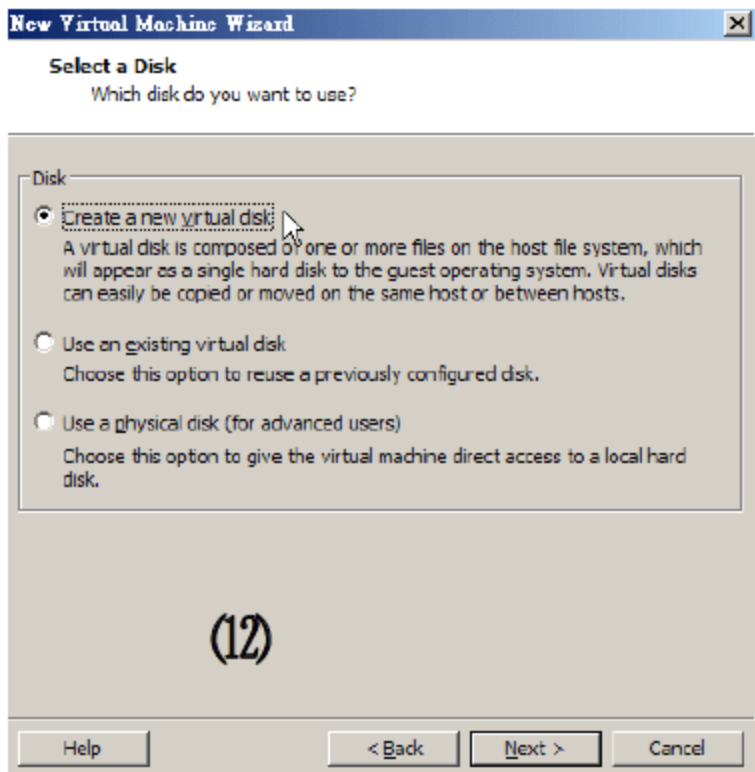 New Virtual Machine Wizard
Select a Disk
Which disk do you want to use?
Disk
Create a new virtual disk
A virtual disk is composed of one or more files on the host file system, which
will appear as a single hard disk to the guest operating system. Virtual disks
can easily be copied or moved on the same host or between hosts.
Use an existing virtual disk
Choose this option to reuse a previously configured disk.
Use a physical disk (for advanced users)
Choose this option to give the virtual machine direct access to a local hard
disk.
(12)
Help < Back Next > Cancel